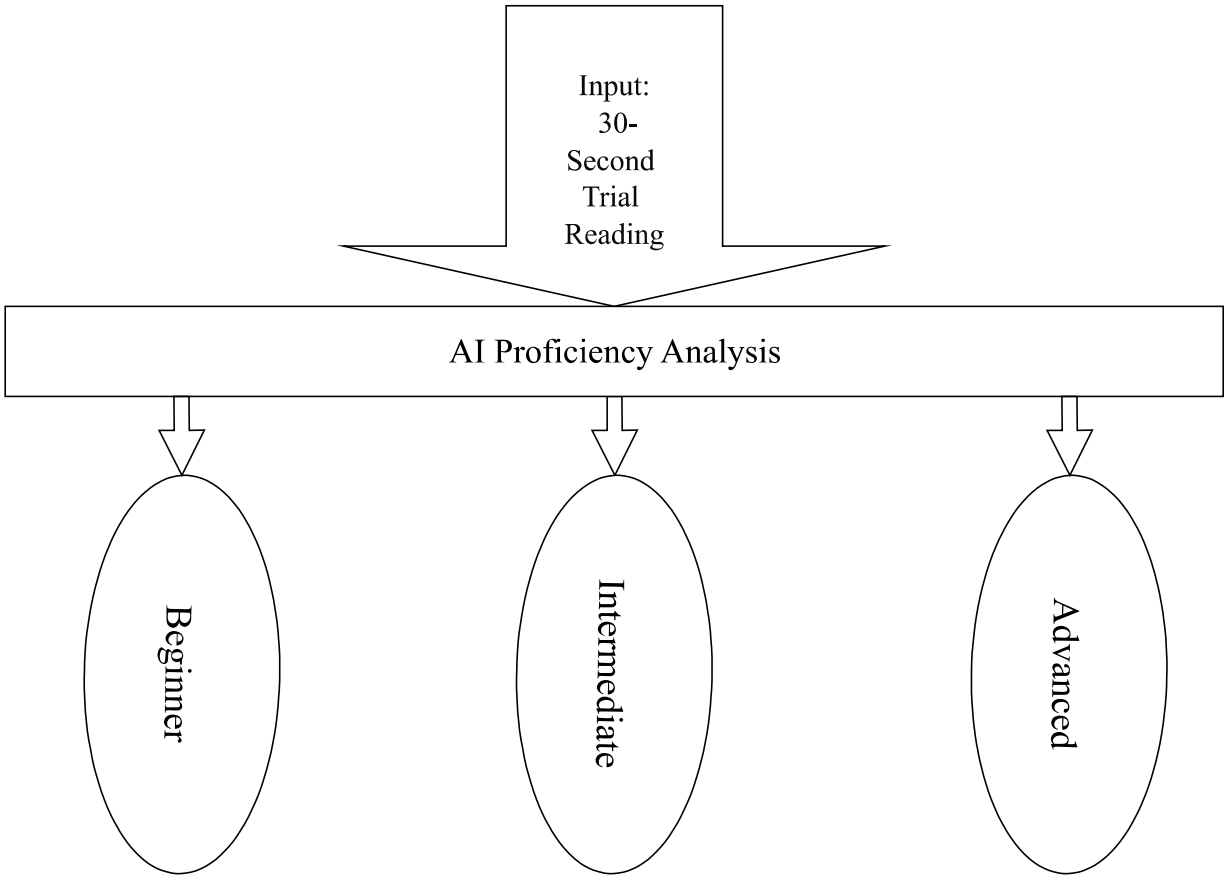 Input:
30-
Second
Trial
Reading
AI Proficiency Analysis
Beginner
Intermediate
Advanced